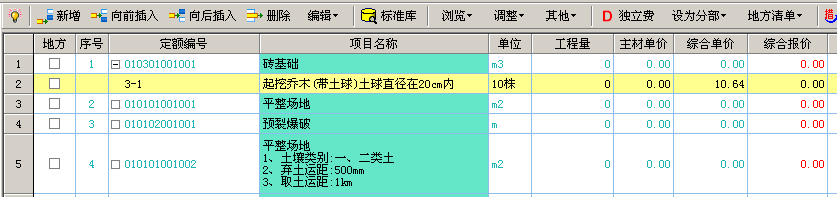 新增 向前插入 向后插入 删除 编辑 标准库 浏览 调整 其他 D 独立费 设为分部 地方清单
地方 序号 定额编号 项目名称 单位 工程量 主材单价 综合单价 综合报价
1 1 010301001001 砖基础 m3 0 0.00 0.00 0.00
2 3-1 起挖乔木(带土球)土球直径在20cm内 10株 0 0.00 10.64 0.00
3 2 010101001001 平整场地 m2 0 0.00 0.00 0.00
4 3 010102001001 预裂爆破 m 0 0.00 0.00 0.00
5 4 010101001002 平整场地 m2 0 0.00 0.00 0.00
1、土壤类别:一、二类土
2、弃土运距:500mm
3、取土运距:1km